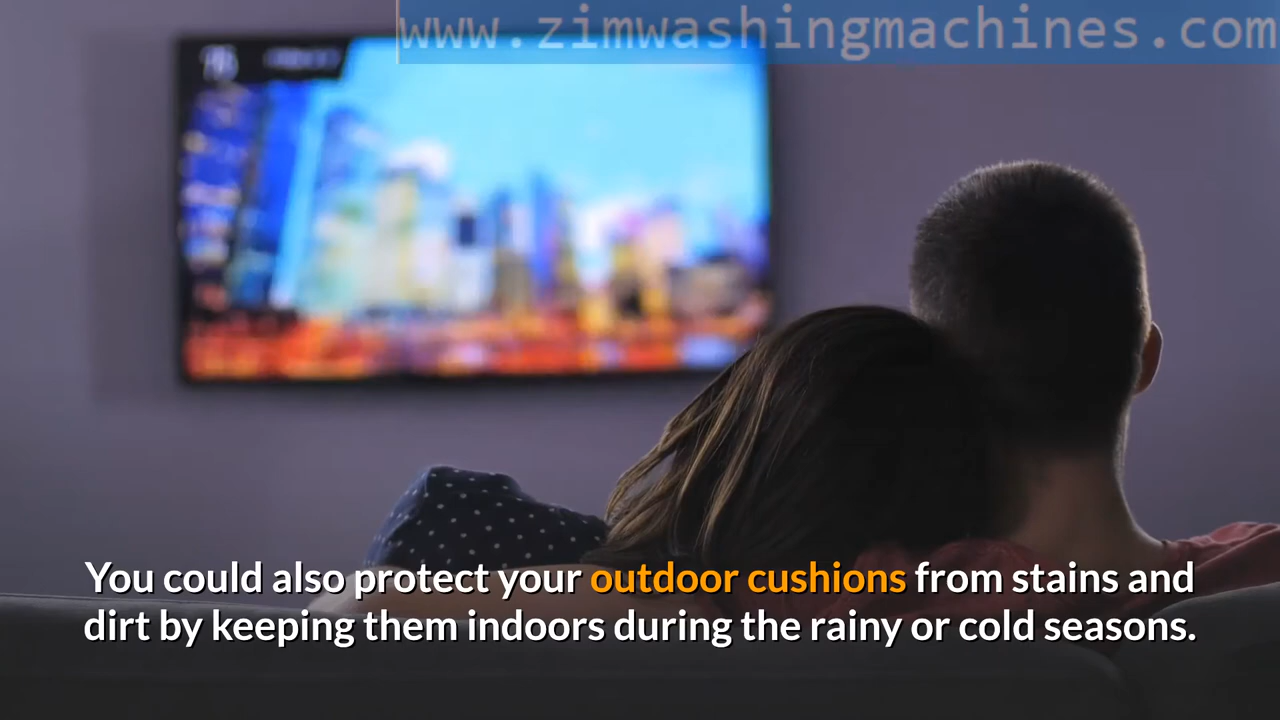 www.zimwashingmachines.com
You could also protect your outdoor cushions from stains and
dirt by keeping them indoors during the rainy or cold seasons.